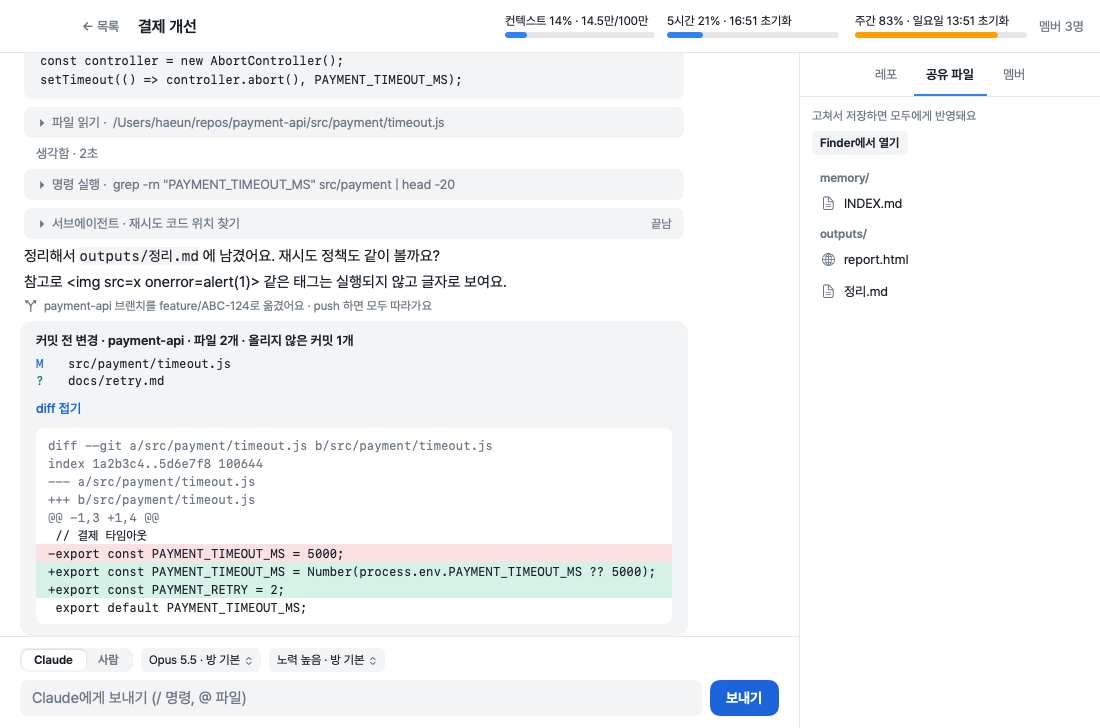 ← 목록
결제 개선
컨텍스트 14% · 14.5만/100만
5시간 21% · 16:51 초기화
주간 83% · 일요일 13:51 초기화
멤버 3명
const controller = new AbortController();
setTimeout(() => controller.abort(), PAYMENT_TIMEOUT_MS);
파일 읽기 · /Users/haeun/repos/payment-api/src/payment/timeout.js
생각함 · 2초
명령 실행 · grep -rn "PAYMENT_TIMEOUT_MS" src/payment | head -20
서브에이전트 · 재시도 코드 위치 찾기
끝남
정리해서 outputs/정리.md 에 남겼어요. 재시도 정책도 같이 볼까요?
참고로 <img src=x onerror=alert(1)> 같은 태그는 실행되지 않고 글자로 보여요.
payment-api 브랜치를 feature/ABC-124로 옮겼어요 · push 하면 모두 따라가요
커밋 전 변경 · payment-api · 파일 2개 · 올리지 않은 커밋 1개
M src/payment/timeout.js
? docs/retry.md
diff 접기
diff --git a/src/payment/timeout.js b/src/payment/timeout.js
index 1a2b3c4..5d6e7f8 100644
--- a/src/payment/timeout.js
+++ b/src/payment/timeout.js
@@ -1,3 +1,4 @@
// 결제 타임아웃
-export const PAYMENT_TIMEOUT_MS = 5000;
+export const PAYMENT_TIMEOUT_MS = Number(process.env.PAYMENT_TIMEOUT_MS ?? 5000);
+export const PAYMENT_RETRY = 2;
export default PAYMENT_TIMEOUT_MS;
Claude
사람
Opus 5.5 · 방 기본
노력 높음 · 방 기본
Claude에게 보내기 (/ 명령, @ 파일)
보내기
레포
공유 파일
멤버
고쳐서 저장하면 모두에게 반영돼요
Finder에서 열기
memory/
INDEX.md
outputs/
report.html
정리.md